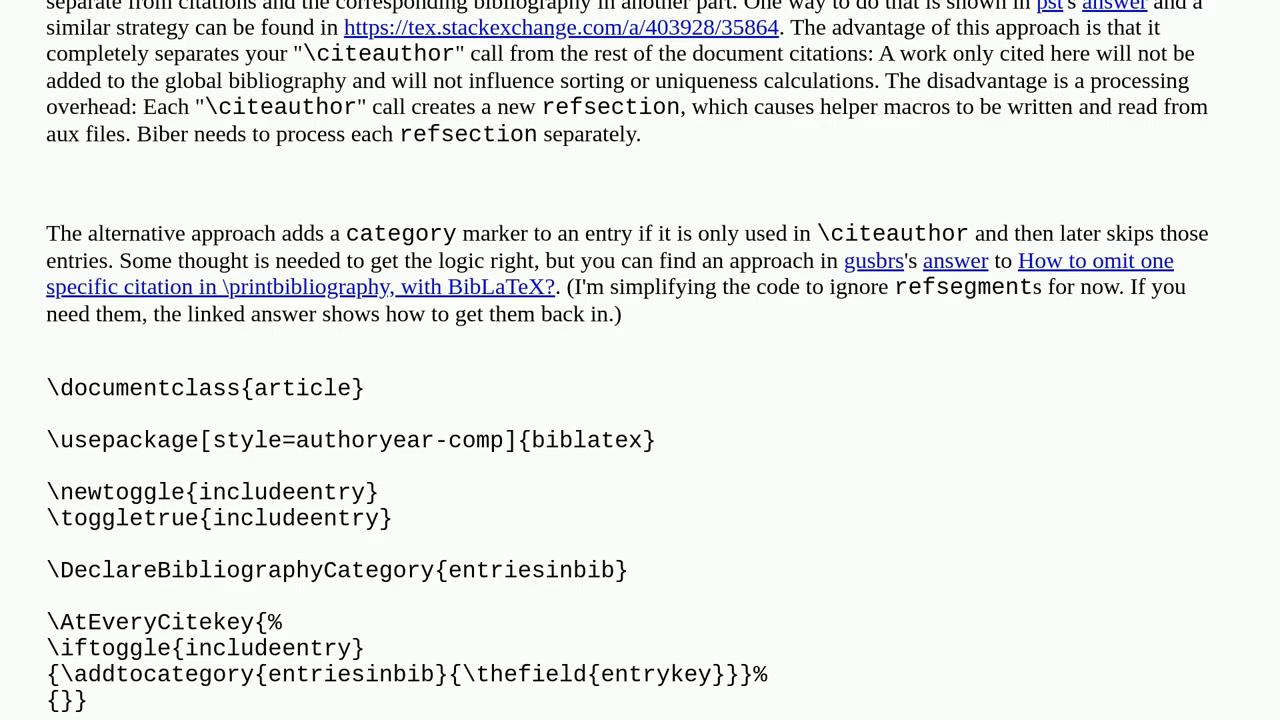 separate from citations and the corresponding bibliography in another part. One way to do that is shown in pst's answer and a
similar strategy can be found in https://tex.stackexchange.com/a/403928/35864. The advantage of this approach is that it
completely separates your "\citeauthor" call from the rest of the document citations: A work only cited here will not be
added to the global bibliography and will not influence sorting or uniqueness calculations. The disadvantage is a processing
overhead: Each "\citeauthor" call creates a new refsection, which causes helper macros to be written and read from
aux files. Biber needs to process each refsection separately.
The alternative approach adds a category marker to an entry if it is only used in \citeauthor and then later skips those
entries. Some thought is needed to get the logic right, but you can find an approach in gusbrs's answer to How to omit one
specific citation in \printbibliography, with BibLaTeX?. (I'm simplifying the code to ignore refsegments for now. If you
need them, the linked answer shows how to get them back in.)
\documentclass{article}
\usepackage[style=authoryear-comp]{biblatex}
\newtoggle{includeentry}
\toggletrue{includeentry}
\DeclareBibliographyCategory{entriesinbib}
\AtEveryCitekey{%
\iftoggle{includeentry}
{\addtocategory{entriesinbib}{\thefield{entrykey}}}%
{}}